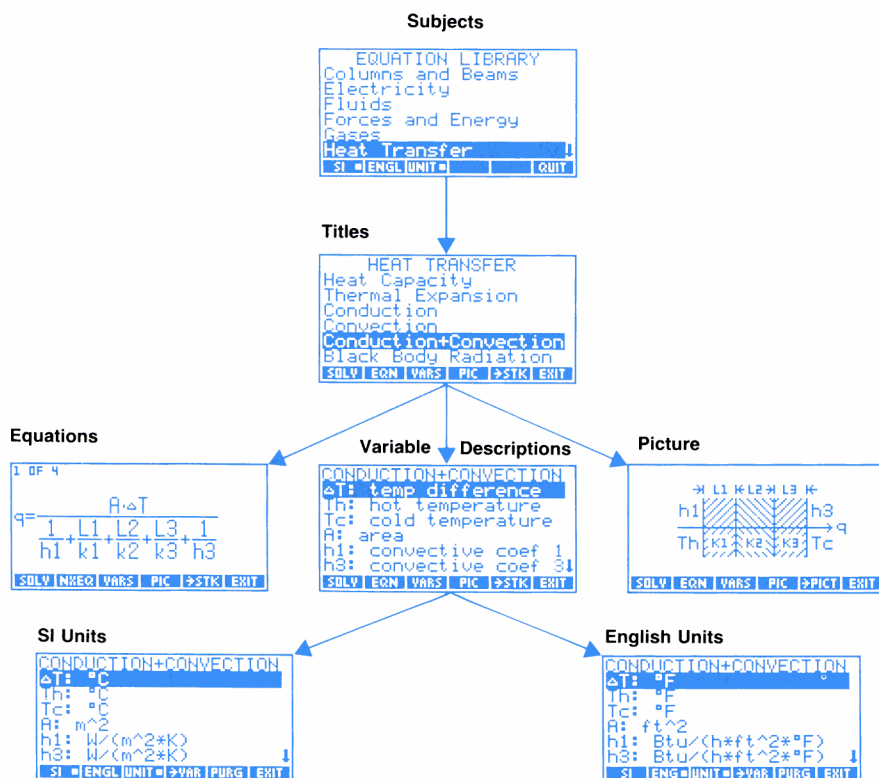 Subjects
EQUATION LIBRARY
Columns and Beams
Electricity
Fluids
Forces and Energy
Gases
Heat Transfer ↓
SI ▪ ENGL UNIT▪ QUIT
Titles
HEAT TRANSFER
Heat Capacity
Thermal Expansion
Conduction
Convection
Conduction+Convection
Black Body Radiation
SOLV EQN VARS PIC →STK EXIT
Equations
1 OF 4
A·△T
q=
1 L1 L2 L3 1
+ + + +
h1 k1 k2 k3 h3
SOLV NXEQ VARS PIC →STK EXIT
Variable Descriptions
CONDUCTION+CONVECTION
△T: temp difference
Th: hot temperature
Tc: cold temperature
A: area
h1: convective coef 1
h3: convective coef 3↓
SOLV EQN VARS PIC →STK EXIT
Picture
→| L1 |←L2→| L3 |←
h1 h3
q
Th K1 K2 K3 Tc
SOLV EQN VARS PIC →PICT EXIT
SI Units
CONDUCTION+CONVECTION
△T: °C
Th: °C
Tc: °C
A: m^2
h1: W/(m^2*K)
h3: W/(m^2*K) ↓
SI ▪ ENGL UNIT▪ →VAR PURG EXIT
English Units
CONDUCTION+CONVECTION
△T: °F
Th: °F
Tc: °F
A: ft^2
h1: Btu/(h*ft^2*°F)
h3: Btu/(h*ft^2*°F)
SI ENG▪ UNIT▪ →VAR PURG EXIT